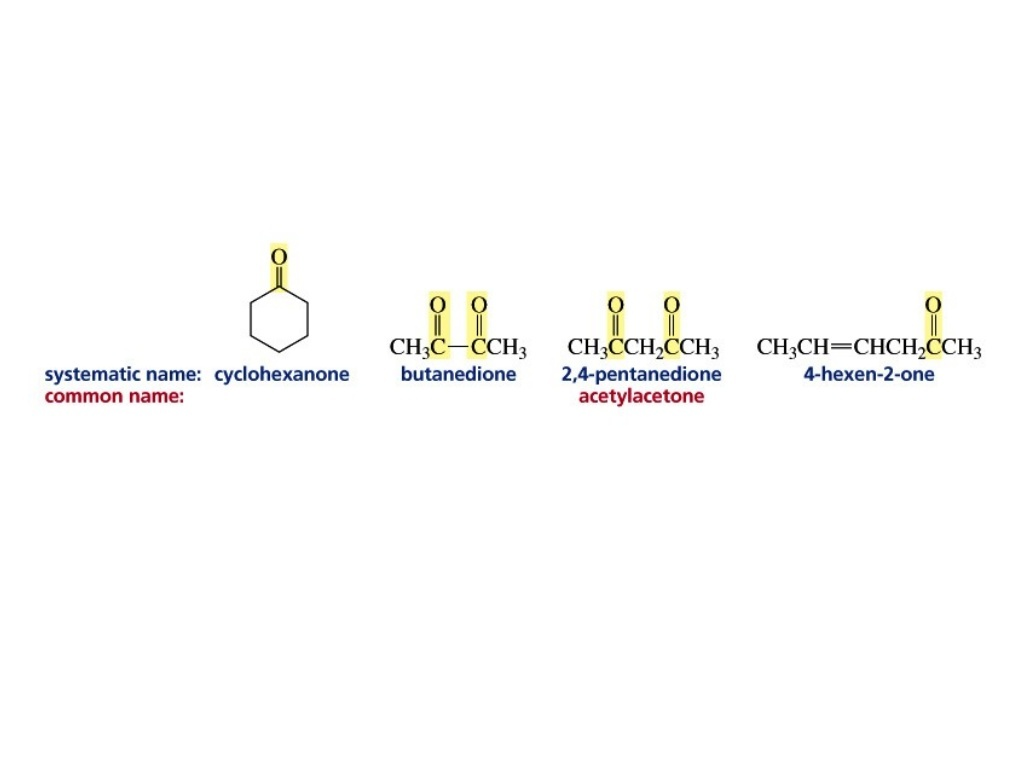 O
O O O O O
CH₃C—CCH₃ CH₃CCH₂CCH₃ CH₃CH=CHCH₂CCH₃
systematic name: cyclohexanone butanedione 2,4-pentanedione 4-hexen-2-one
common name: acetylacetone